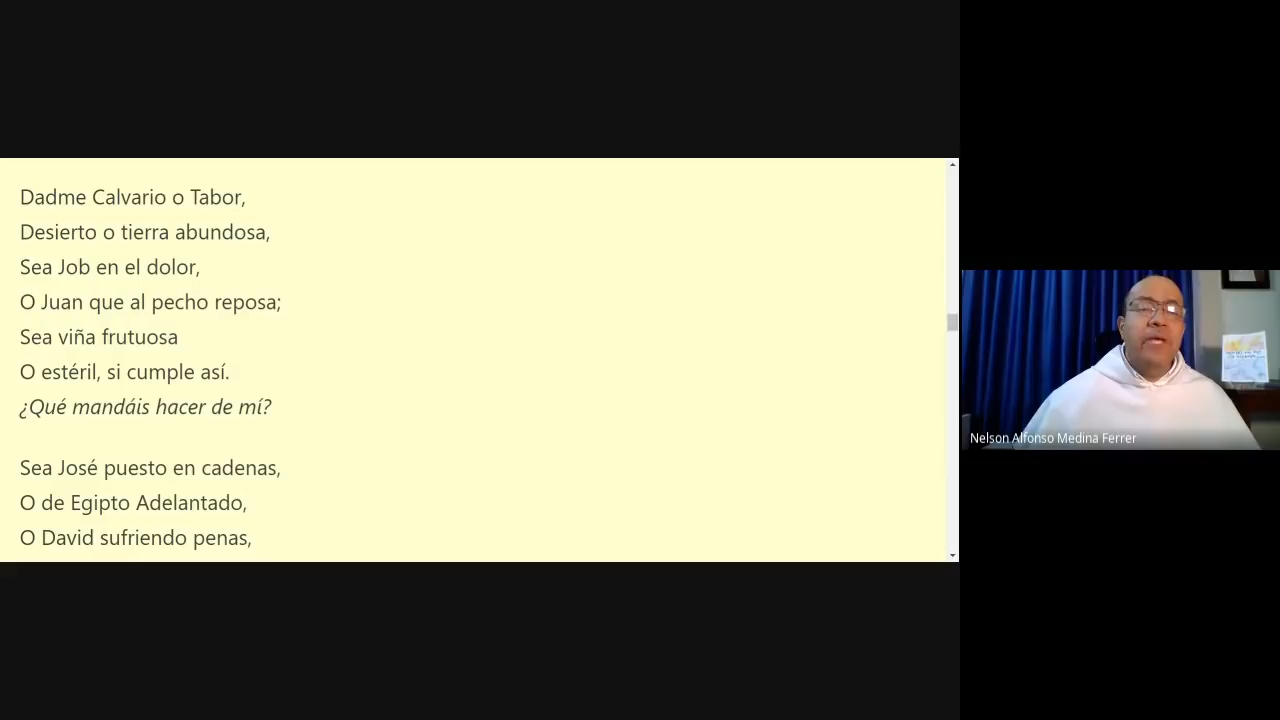 Dadme Calvario o Tabor,
Desierto o tierra abundosa,
Sea Job en el dolor,
O Juan que al pecho reposa;
Sea viña frutuosa
O estéril, si cumple así.
¿Qué mandáis hacer de mí?
Sea José puesto en cadenas,
O de Egipto Adelantado,
O David sufriendo penas,
Nelson Alfonso Medina Ferrer